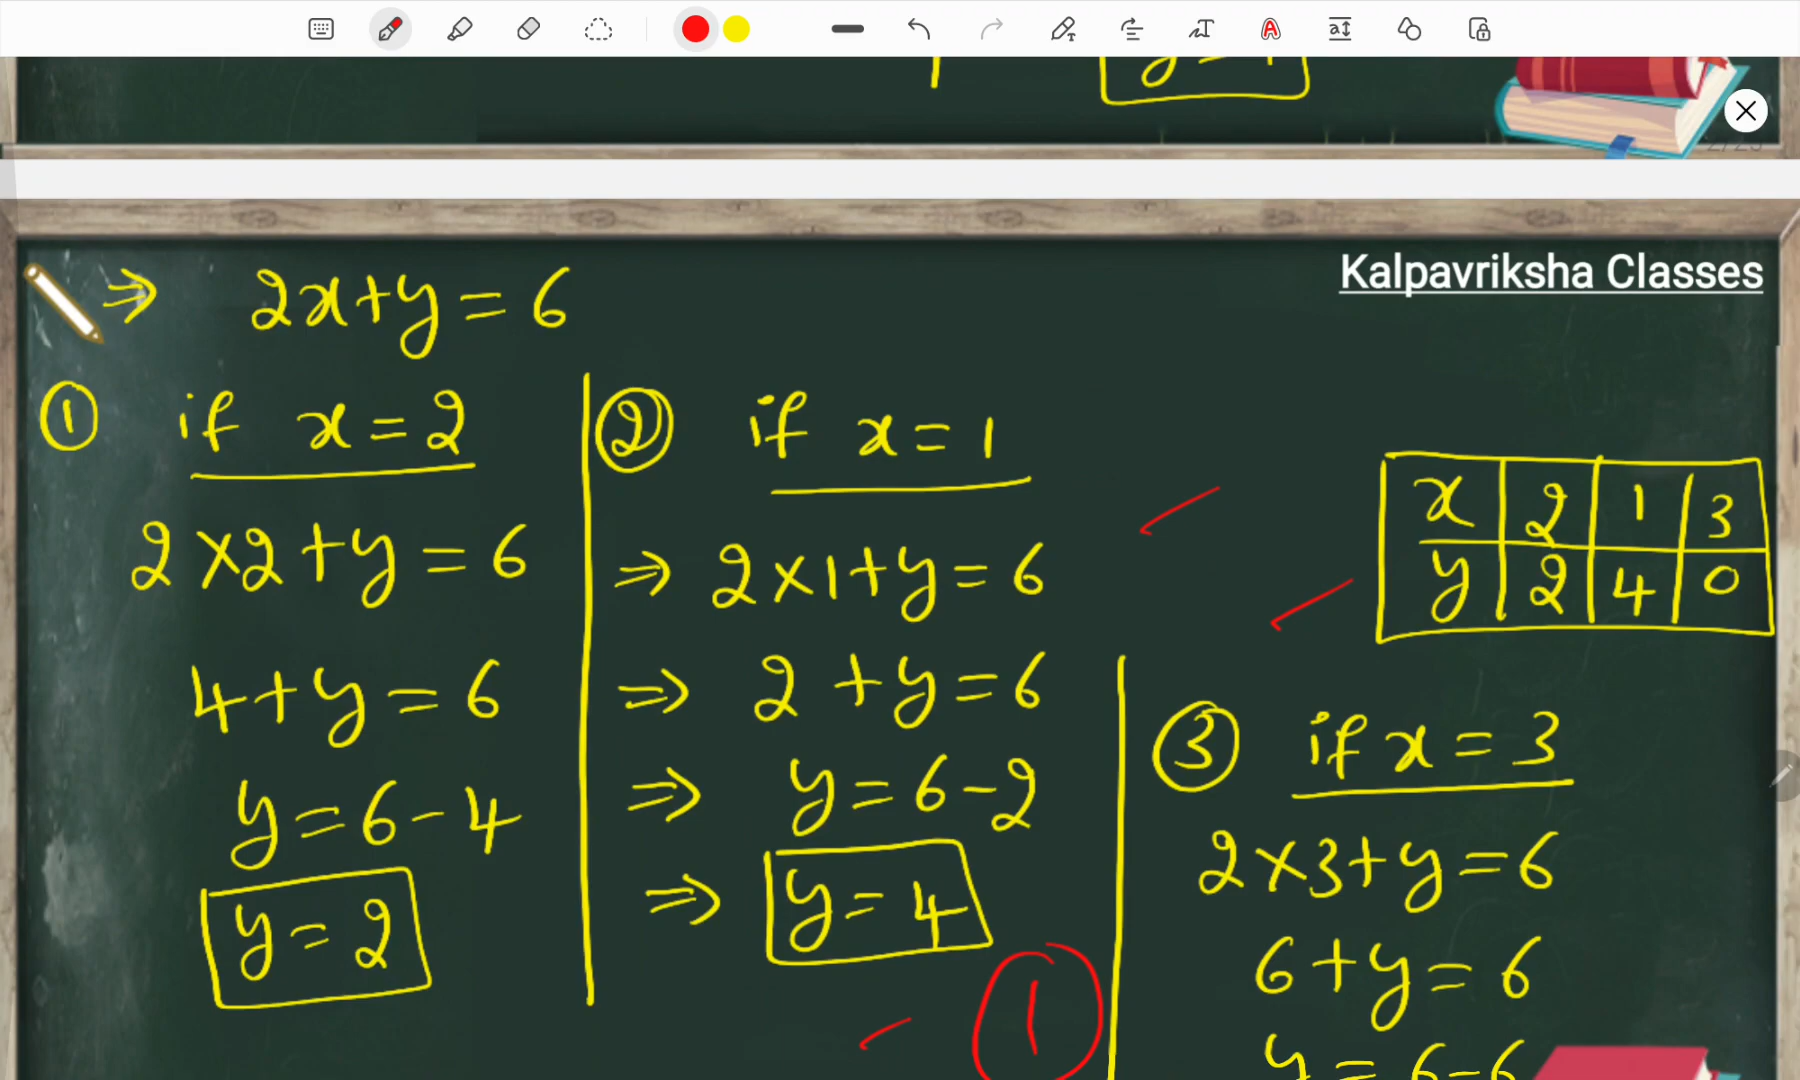 Kalpavriksha Classes
⇒ 2x+y=6
① if x=2
2×2+y=6
4+y=6
y=6-4
y=2
② if x=1
⇒ 2×1+y=6
⇒ 2+y=6
⇒ y=6-2
⇒ y=4
①
x 2 1 3
y 2 4 0
③ if x=3
2×3+y=6
6+y=6
y=6-6